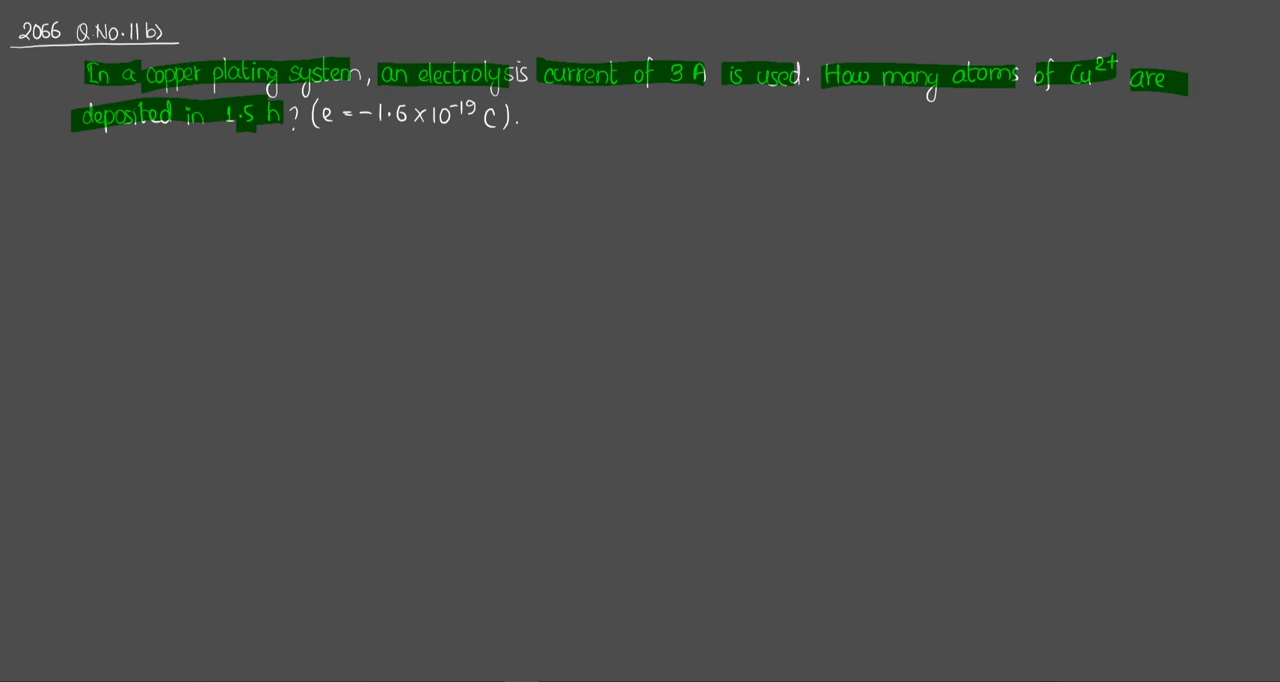 2066 Q.No.11b)
In a copper plating system, an electrolysis current of 3 A is used. How many atoms of Cu²⁺ are
deposited in 1.5 h? (e = -1.6×10⁻¹⁹ C).